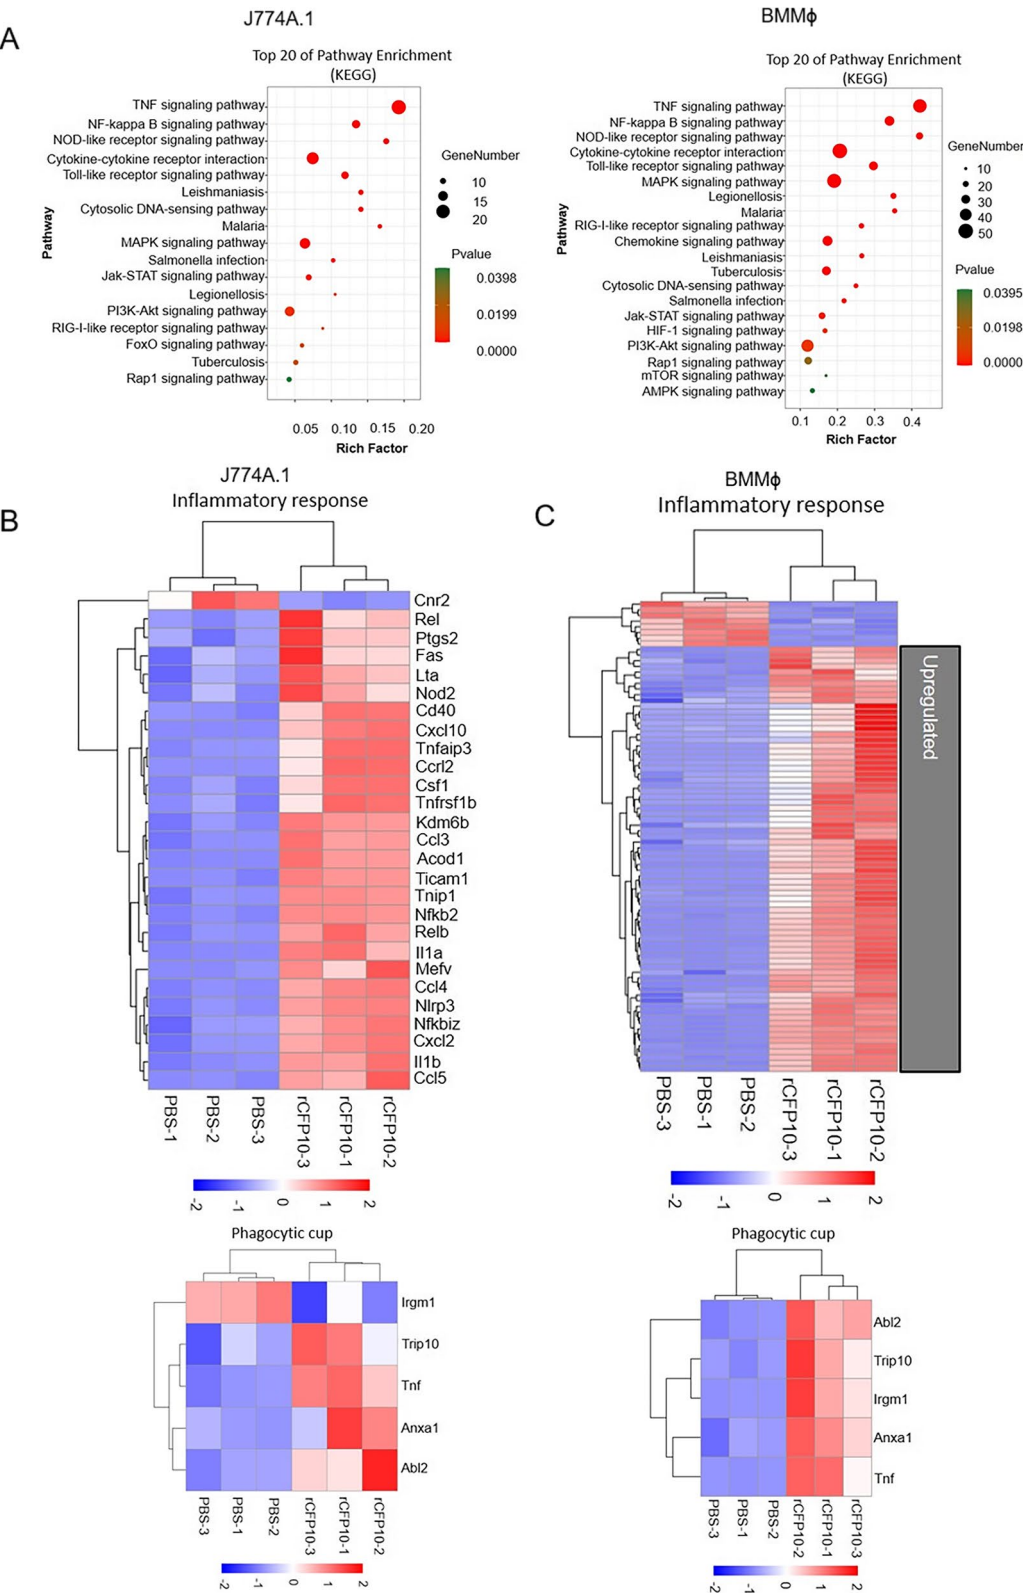 A
J774A.1
Top 20 of Pathway Enrichment
(KEGG)
Pathway
TNF signaling pathway
NF-kappa B signaling pathway
NOD-like receptor signaling pathway
Cytokine-cytokine receptor interaction
Toll-like receptor signaling pathway
Leishmaniasis
Cytosolic DNA-sensing pathway
Malaria
MAPK signaling pathway
Salmonella infection
Jak-STAT signaling pathway
Legionellosis
PI3K-Akt signaling pathway
RIG-I-like receptor signaling pathway
FoxO signaling pathway
Tuberculosis
Rap1 signaling pathway
0.05 0.10 0.15 0.20
Rich Factor
GeneNumber
10
15
20
Pvalue
0.0398
0.0199
0.0000
BMMϕ
Top 20 of Pathway Enrichment
(KEGG)
Pathway
TNF signaling pathway
NF-kappa B signaling pathway
NOD-like receptor signaling pathway
Cytokine-cytokine receptor interaction
Toll-like receptor signaling pathway
MAPK signaling pathway
Legionellosis
Malaria
RIG-I-like receptor signaling pathway
Chemokine signaling pathway
Leishmaniasis
Tuberculosis
Cytosolic DNA-sensing pathway
Salmonella infection
Jak-STAT signaling pathway
HIF-1 signaling pathway
PI3K-Akt signaling pathway
Rap1 signaling pathway
mTOR signaling pathway
AMPK signaling pathway
0.1 0.2 0.3 0.4
Rich Factor
GeneNumber
10
20
30
40
50
Pvalue
0.0395
0.0198
0.0000
B
J774A.1
Inflammatory response
Cnr2
Rel
Ptgs2
Fas
Lta
Nod2
Cd40
Cxcl10
Tnfaip3
Ccrl2
Csf1
Tnfrsf1b
Kdm6b
Ccl3
Acod1
Ticam1
Tnip1
Nfkb2
Relb
Il1a
Mefv
Ccl4
Nlrp3
Nfkbiz
Cxcl2
Il1b
Ccl5
PBS-1 PBS-2 PBS-3 rCFP10-3 rCFP10-1 rCFP10-2
-2 -1 0 1 2
Phagocytic cup
Irgm1
Trip10
Tnf
Anxa1
Abl2
PBS-3 PBS-1 PBS-2 rCFP10-3 rCFP10-1 rCFP10-2
-2 -1 0 1 2
C
BMMϕ
Inflammatory response
Upregulated
PBS-3 PBS-1 PBS-2 rCFP10-3 rCFP10-1 rCFP10-2
-2 -1 0 1 2
Phagocytic cup
Abl2
Trip10
Irgm1
Anxa1
Tnf
PBS-3 PBS-1 PBS-2 rCFP10-2 rCFP10-1 rCFP10-3
-2 -1 0 1 2